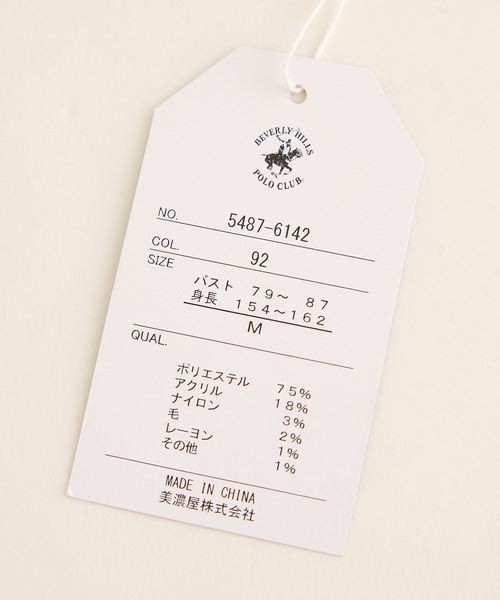 BEVERLY HILLS
POLO CLUB.
NO. 5487-6142
COL. 92
SIZE
バスト 79～ 87
身長 154～162
M
QUAL.
ポリエステル 75%
アクリル 18%
ナイロン 3%
毛 2%
レーヨン 1%
その他 1%
MADE IN CHINA
美濃屋株式会社